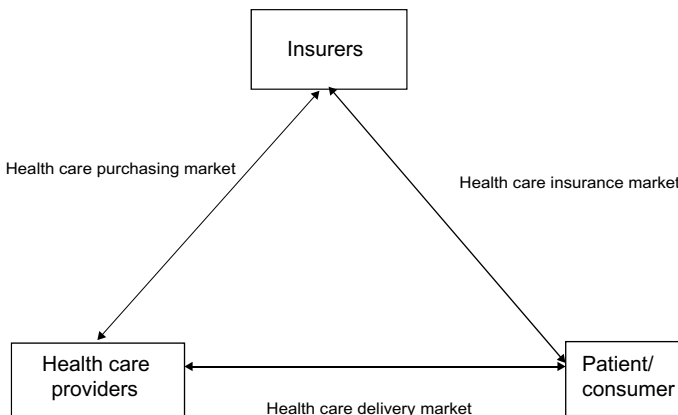 Insurers
Health care purchasing market
Health care insurance market
Health care
providers
Patient/
consumer
Health care delivery market